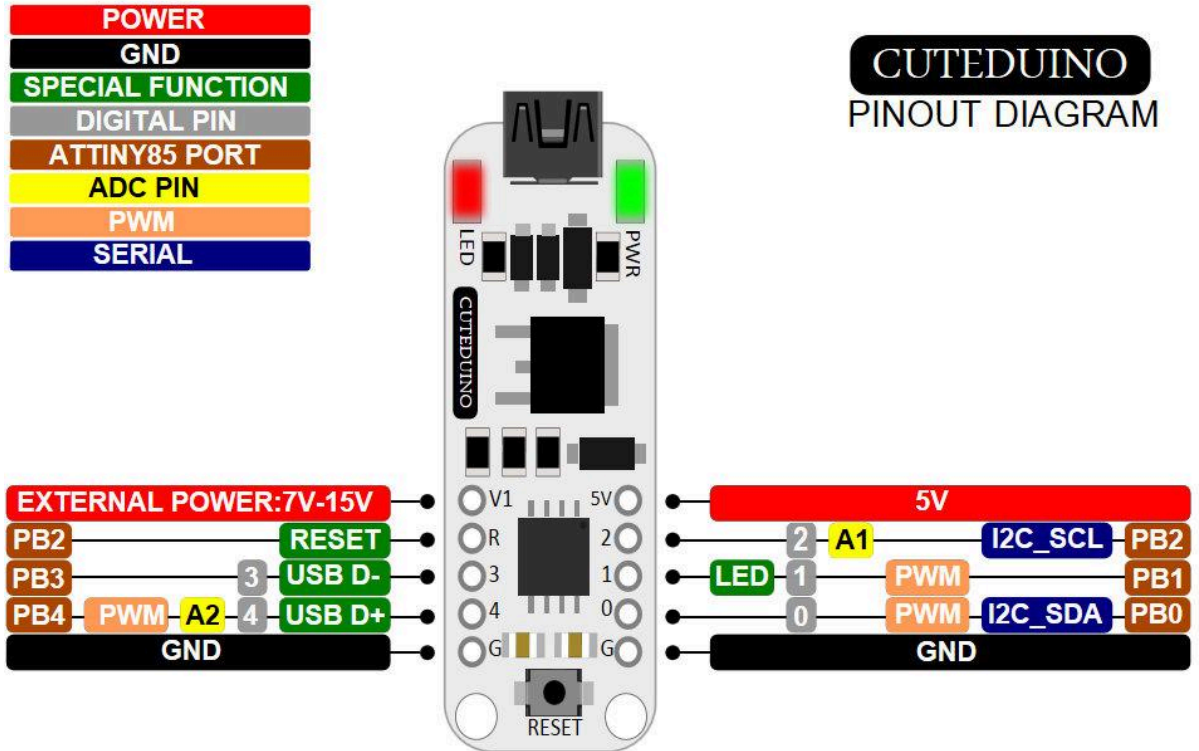 POWER
GND
SPECIAL FUNCTION
DIGITAL PIN
ATTINY85 PORT
ADC PIN
PWM
SERIAL
CUTEDUINO
PINOUT DIAGRAM
LED
PWR
CUTEDUINO
EXTERNAL POWER:7V-15V V1 5V 5V
PB2 RESET R 2 2 A1 I2C_SCL PB2
PB3 3 USB D- 3 1 LED 1 PWM PB1
PB4 PWM A2 4 USB D+ 4 0 0 PWM I2C_SDA PB0
GND G G GND
RESET